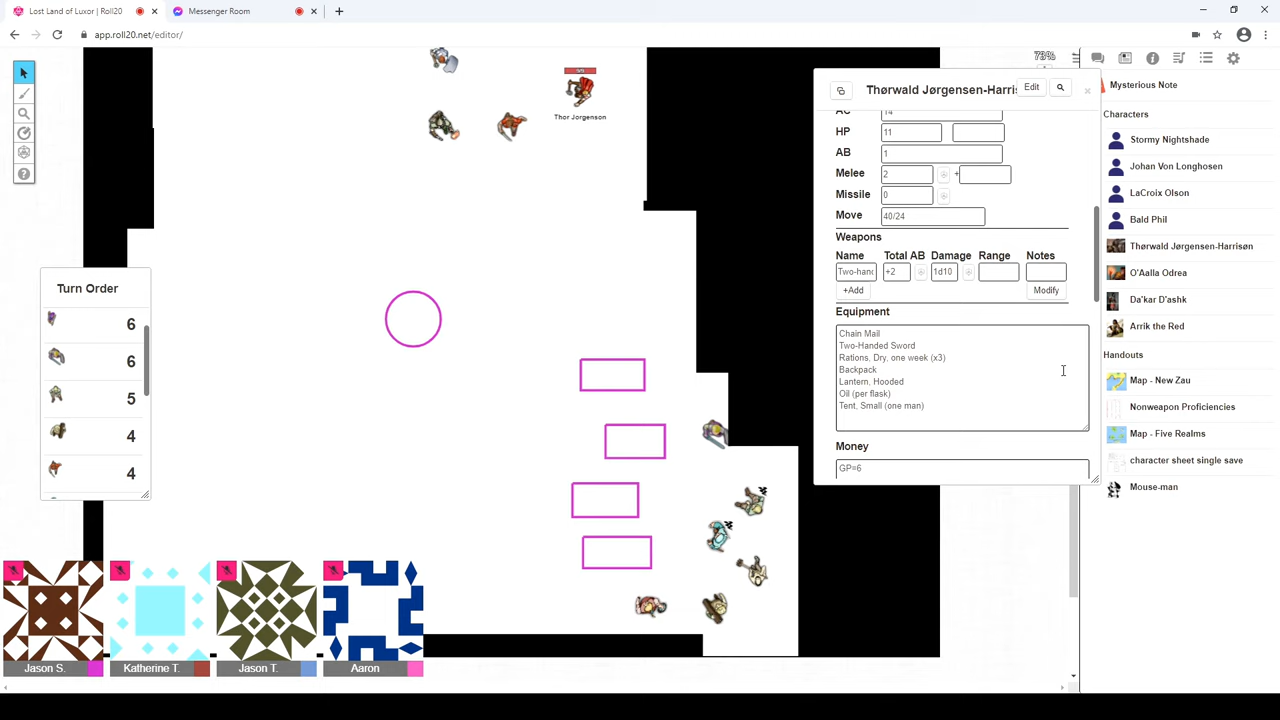 Lost Land of Luxor | Roll20
Messenger Room
app.roll20.net/editor/
73%
Thor Jorgenson
Turn Order
6
6
5
4
4
Jason S.
Katherine T.
Jason T.
Aaron
Thørwald Jørgensen-Harris
Edit
AC 14
HP 11
AB 1
Melee 2 +
Missile 0
Move 40/24
Weapons
Name Total AB Damage Range Notes
Two-hand +2 1d10
+Add Modify
Equipment
Chain Mail
Two-Handed Sword
Rations, Dry, one week (x3)
Backpack
Lantern, Hooded
Oil (per flask)
Tent, Small (one man)
Money
GP=6
Mysterious Note
Characters
Stormy Nightshade
Johan Von Longhosen
LaCroix Olson
Bald Phil
Thørwald Jørgensen-Harrisøn
O'Aalla Odrea
Da'kar D'ashk
Arrik the Red
Handouts
Map - New Zau
Nonweapon Proficiencies
Map - Five Realms
character sheet single save
Mouse-man